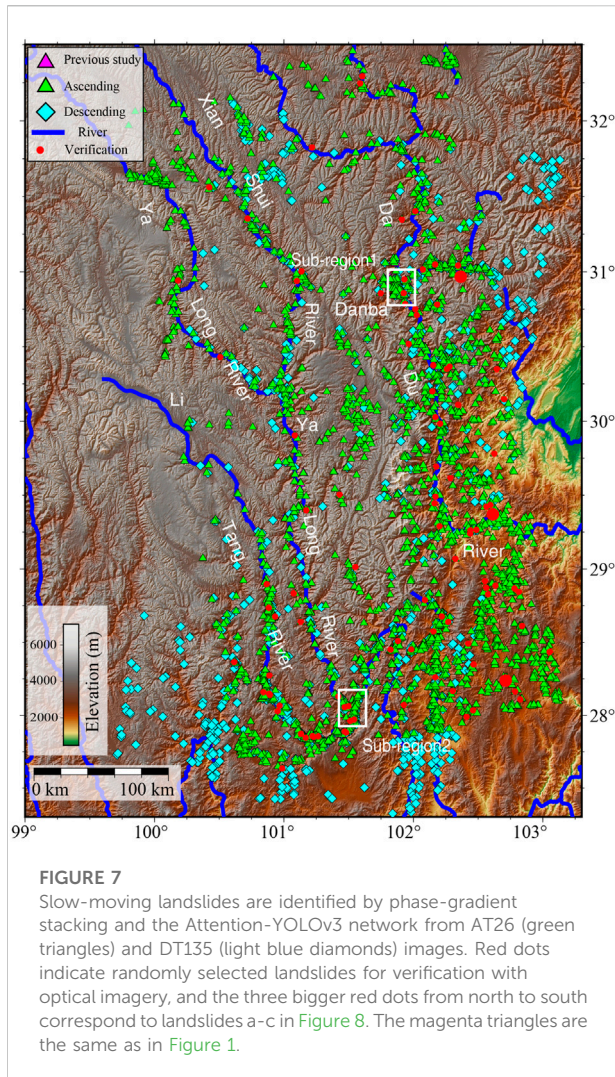 Previous study
Ascending
Descending
River
Verification
Xian
Shui
River
Ya
Long
River
Da
Sub-region1
Danba
Du
Li
Ya
Long
River
Tang
River
River
Sub-region2
32°
31°
30°
29°
28°
6000
4000
2000
Elevation (m)
0 km
100 km
99°
100°
101°
102°
103°
FIGURE 7
Slow-moving landslides are identified by phase-gradient
stacking and the Attention-YOLOv3 network from AT26 (green
triangles) and DT135 (light blue diamonds) images. Red dots
indicate randomly selected landslides for verification with
optical imagery, and the three bigger red dots from north to south
correspond to landslides a-c in Figure 8. The magenta triangles are
the same as in Figure 1.